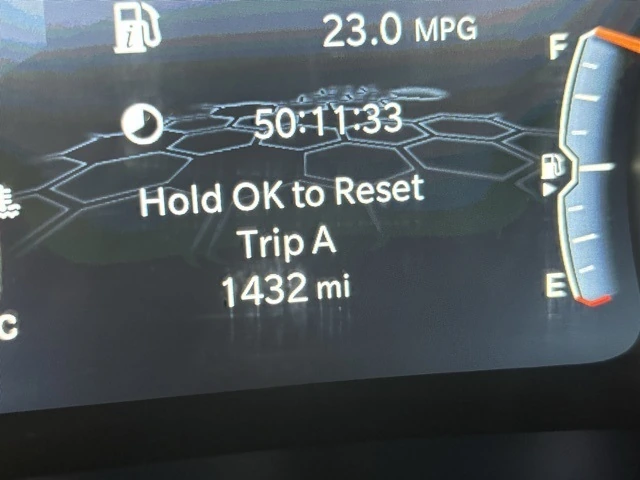 23.0 MPG
F
50:11:33
Hold OK to Reset
Trip A
1432 mi
E
C